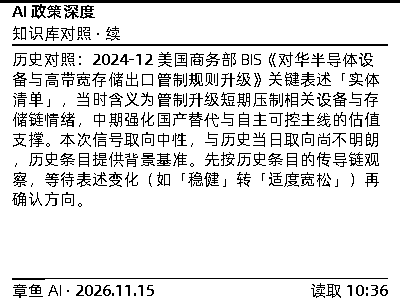 AI 政策深度
知识库对照 · 续
历史对照：2024-12 美国商务部 BIS《对华半导体设
备与高带宽存储出口管制规则升级》关键表述「实体
清单」，当时含义为管制升级短期压制相关设备与存
储链情绪，中期强化国产替代与自主可控主线的估值
支撑。本次信号取向中性，与历史当日取向尚不明朗
，历史条目提供背景基准。先按历史条目的传导链观
察，等待表述变化（如「稳健」转「适度宽松」）再
确认方向。
章鱼 AI · 2026.11.15
读取 10:36